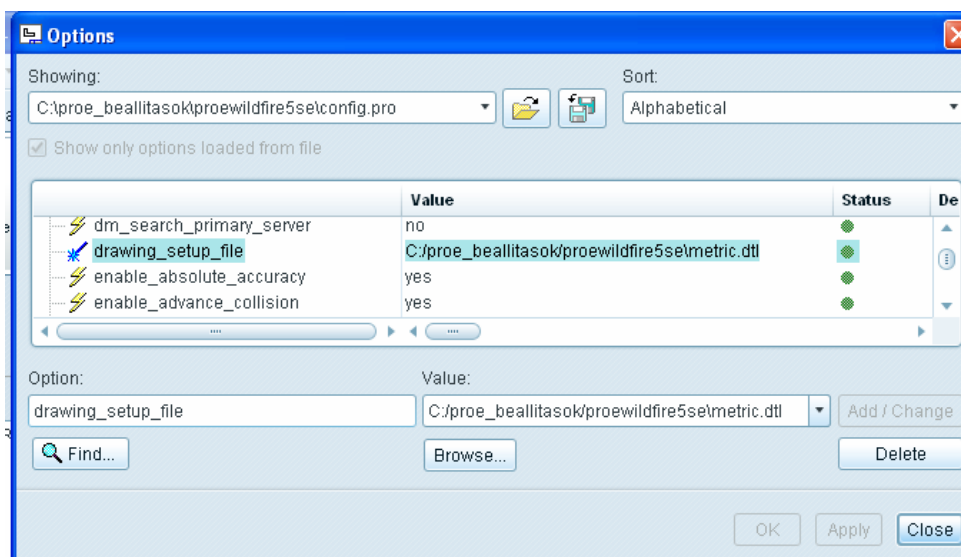 Options
Showing:
Sort:
C:\proe_beallitasok\proewildfire5se\config.pro
Alphabetical
Show only options loaded from file
Value
Status
De
dm_search_primary_server
no
drawing_setup_file
C:/proe_beallitasok/proewildfire5se\metric.dtl
enable_absolute_accuracy
yes
enable_advance_collision
yes
Option:
Value:
drawing_setup_file
C:/proe_beallitasok/proewildfire5se\metric.dtl
Add / Change
Find...
Browse...
Delete
OK
Apply
Close